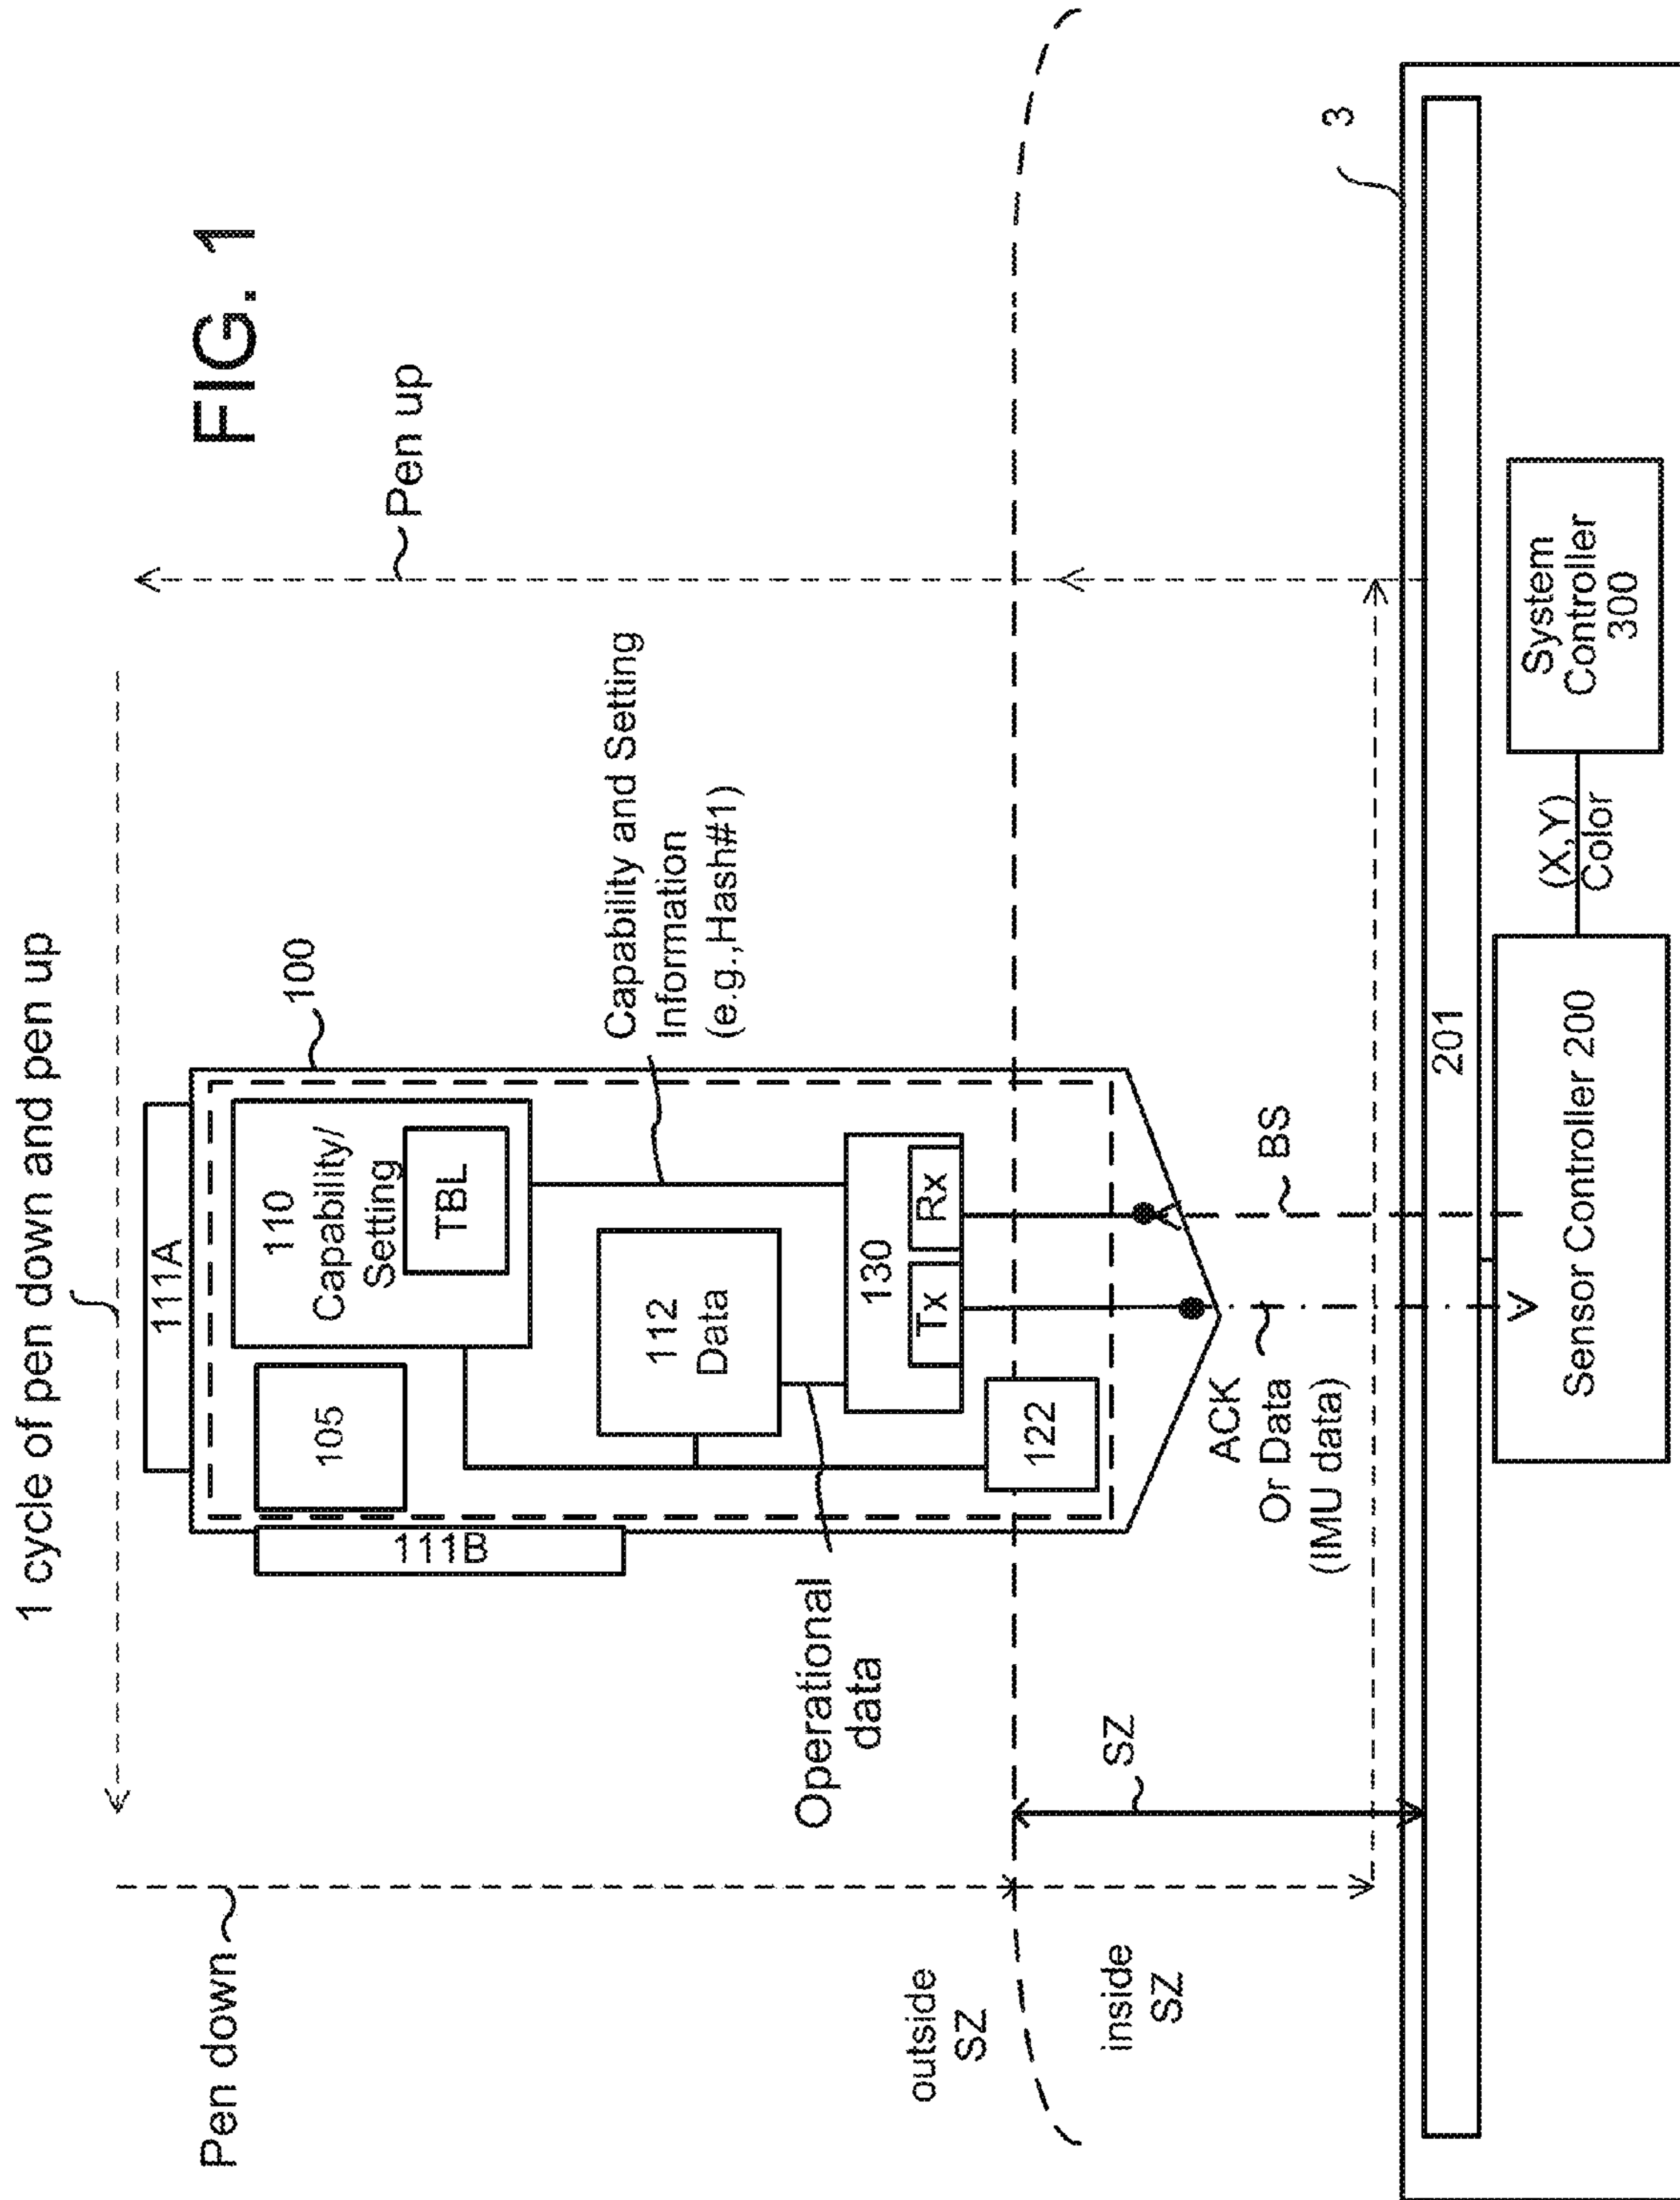 1 cycle of pen down and pen up
FIG. 1
Pen down
Pen up
111A
100
111B
105
110
Capability/
Setting
TBL
Capability and Setting
Information
(e.g.,Hash#1)
112
Data
Operational
data
130
Tx
Rx
122
outside
SZ
inside
SZ
SZ
ACK
Or Data
(IMU data)
BS
3
201
Sensor Controller 200
(X,Y)
Color
System
Controller
300